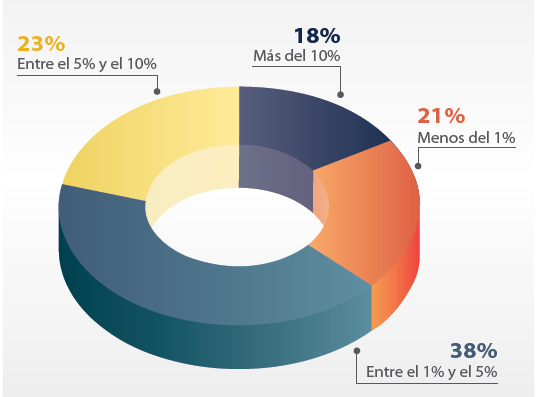 18%
Más del 10%
23%
Entre el 5% y el 10%
21%
Menos del 1%
38%
Entre el 1% y el 5%